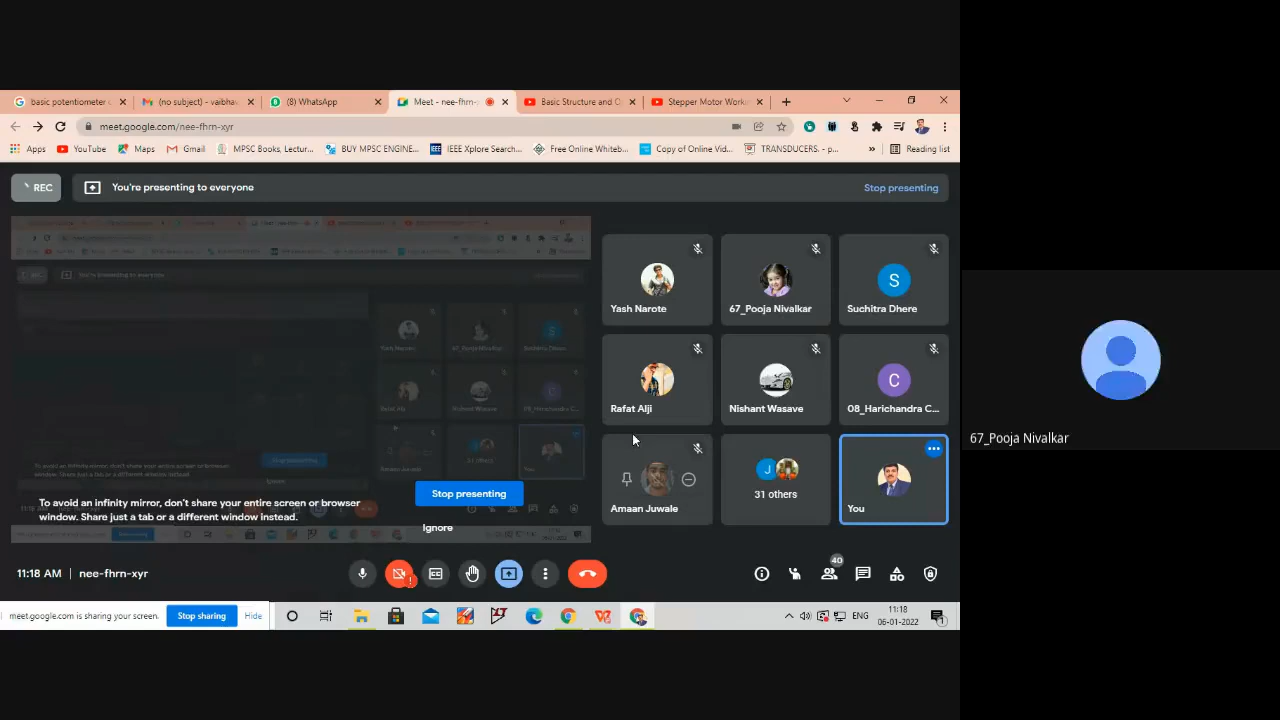 basic potentiometer
(no subject) - vaibha
(8) WhatsApp
Meet - nee-fhrn-x
Basic Structure and O
Stepper Motor Worki
meet.google.com/nee-fhrn-xyr
Apps
YouTube
Maps
Gmail
MPSC Books, Lectur...
BUY MPSC ENGINE...
IEEE Xplore Search...
Free Online Whiteb...
Copy of Online Vid...
TRANSDUCERS. - p...
»
Reading list
REC
You're presenting to everyone
Stop presenting
Yash Narote
67_Pooja Nivalkar
S
Suchitra Dhere
Rafat Alji
Nishant Wasave
C
08_Harichandra C...
Amaan Juwale
J
31 others
You
To avoid an infinity mirror, don't share your entire screen or browser
window. Share just a tab or a different window instead.
Stop presenting
Ignore
67_Pooja Nivalkar
11:18 AM | nee-fhrn-xyr
40
meet.google.com is sharing your screen.
Stop sharing
Hide
ENG
11:18
06-01-2022
1